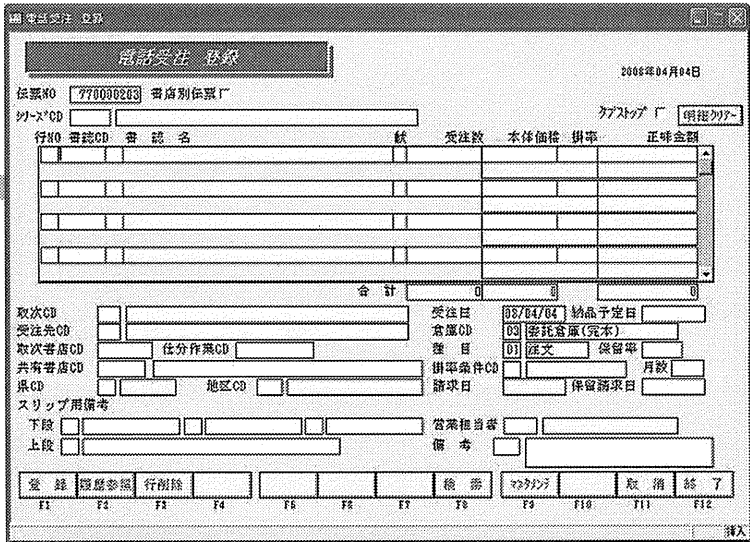 電話受注 登録
電話受注 登録
2008年04月04日
伝票NO 770000203 書店別伝票
シリーズCD タブストップ 明細クリアー
行NO 書誌CD 書誌名 献 受注数 本体価格 掛率 正味金額
合計 0 0 0
取次CD 受注日 08/04/04 納品予定日
受注先CD 倉庫CD 03 委託倉庫(完本)
取次書店CD 仕分作業CD 種目 01 注文 保留率
共有書店CD 掛率条件CD 月数
県CD 地区CD 請求日 保留請求日
スリップ用備考
下段 営業担当者
上段 備考
登録 履歴参照 行削除 検索 マスタメンテ 取消 終了
F1 F2 F3 F4 F5 F6 F7 F8 F9 F10 F11 F12
挿入